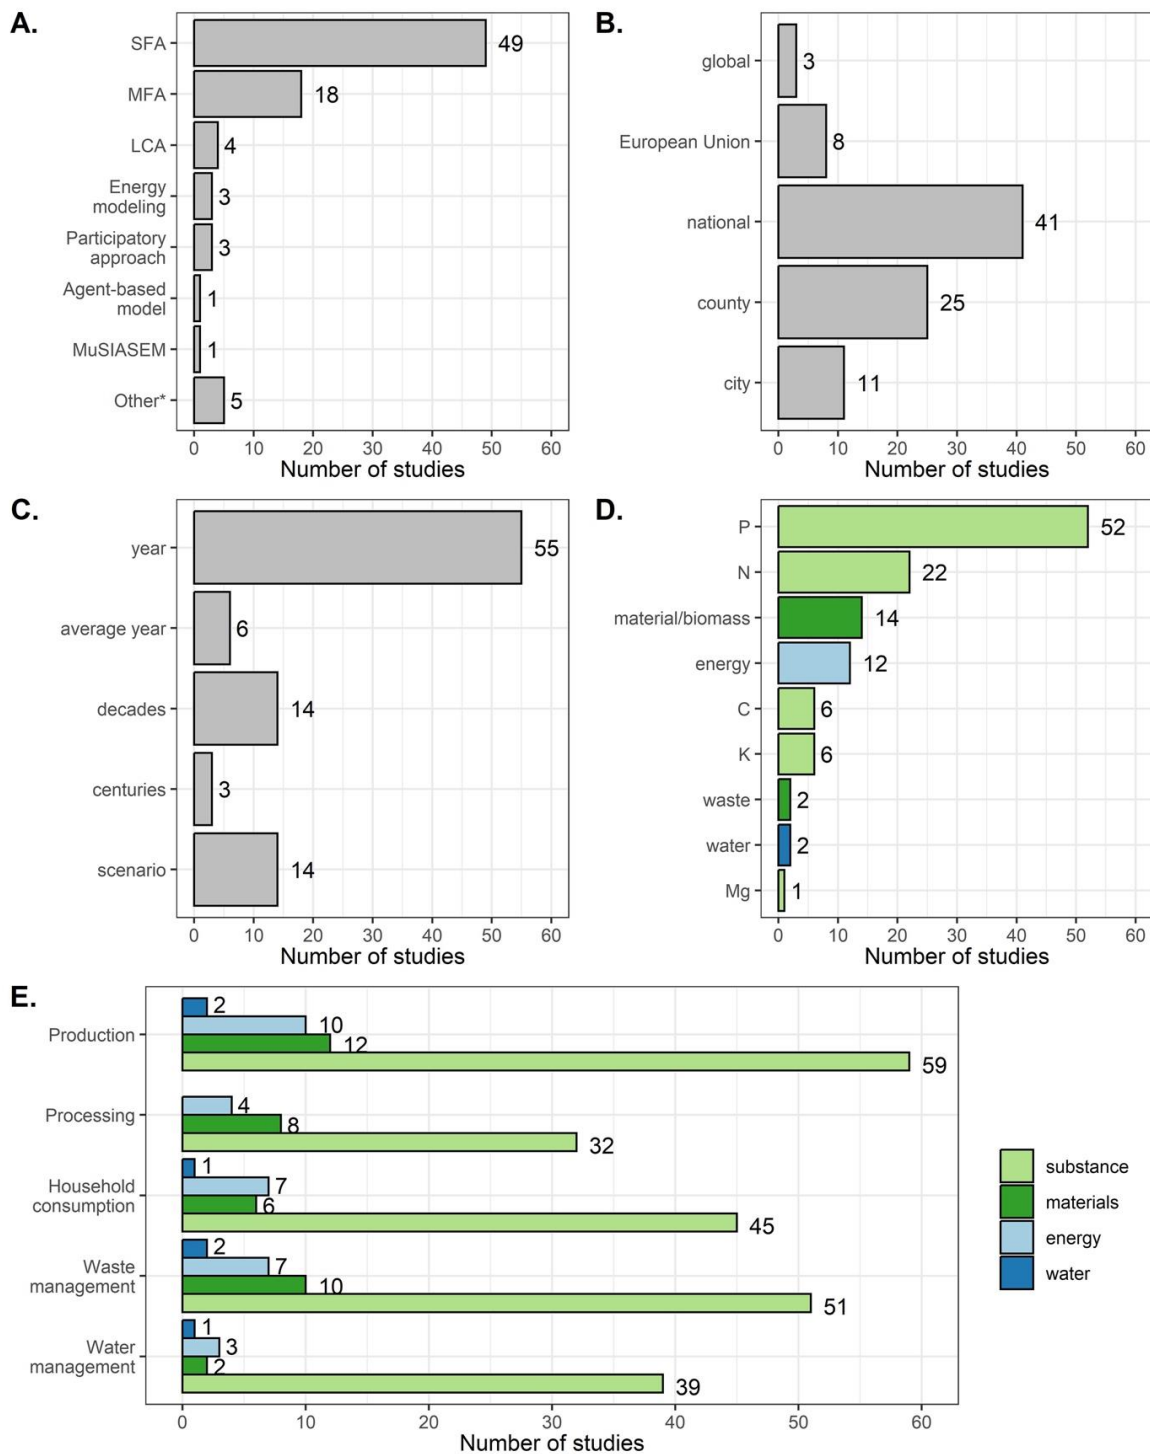 A.
SFA
49
MFA
18
LCA
4
Energy
modeling
3
Participatory
approach
3
Agent-based
model
1
MuSIASEM
1
Other*
5
0 10 20 30 40 50 60
Number of studies
B.
global
3
European Union
8
national
41
county
25
city
11
0 10 20 30 40 50 60
Number of studies
C.
year
55
average year
6
decades
14
centuries
3
scenario
14
0 10 20 30 40 50 60
Number of studies
D.
P
52
N
22
material/biomass
14
energy
12
C
6
K
6
waste
2
water
2
Mg
1
0 10 20 30 40 50 60
Number of studies
E.
Production
2
10
12
59
Processing
4
8
32
Household
consumption
1
7
6
45
Waste
management
2
7
10
51
Water
management
1
3
2
39
0 10 20 30 40 50 60
Number of studies
substance
materials
energy
water